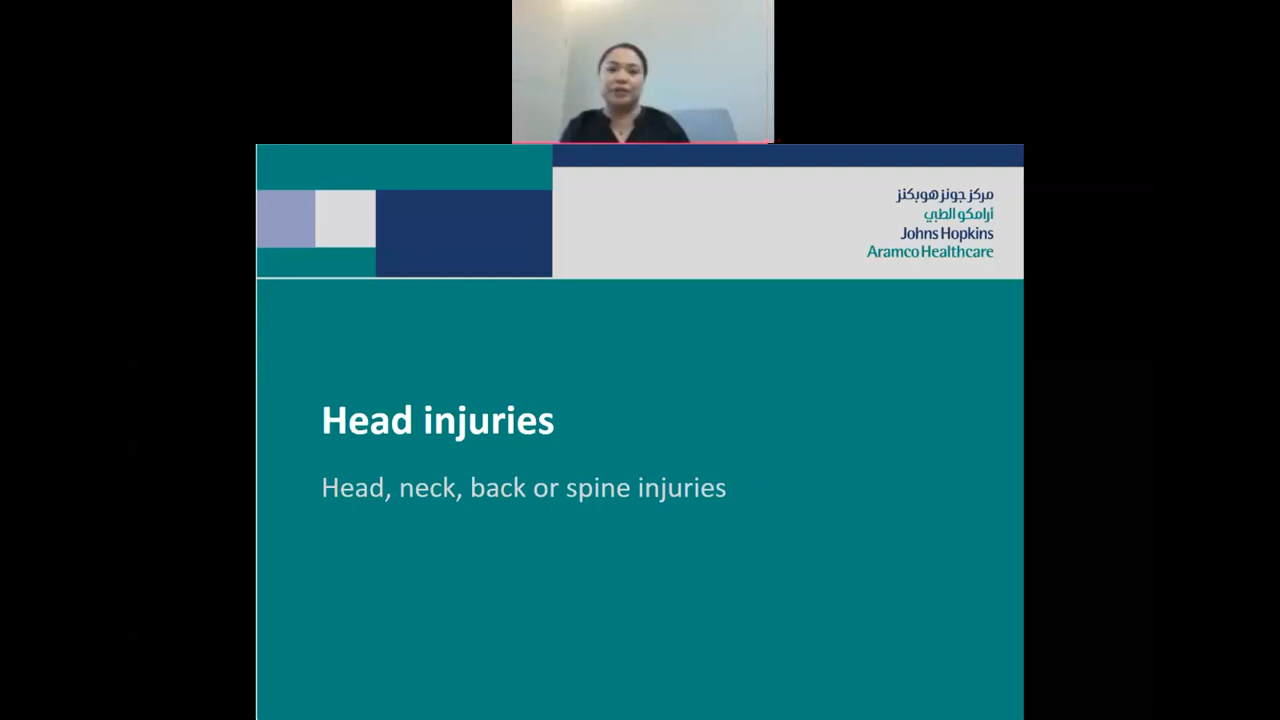 مركز جونز هوبكنز
أرامكو الطبي
Johns Hopkins
Aramco Healthcare
Head injuries
Head, neck, back or spine injuries